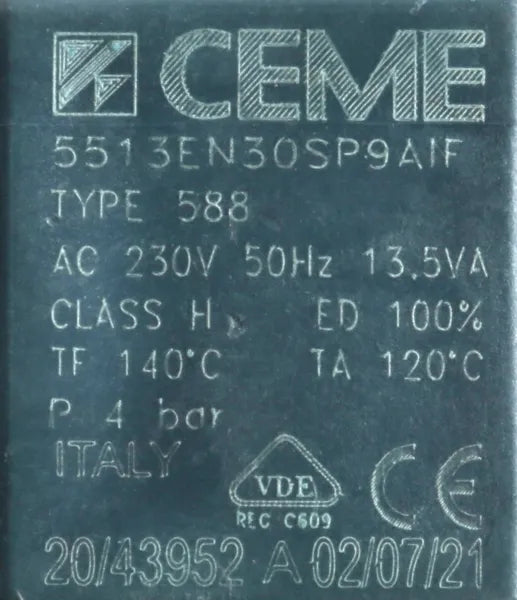 CEME
5513EN30SP9AIF
TYPE 588
AC 230V 50Hz 13.5VA
CLASS H ED 100%
TF 140°C TA 120°C
P 4 bar
ITALY
VDE
REG C609
CE
20/43952 A 02/07/21